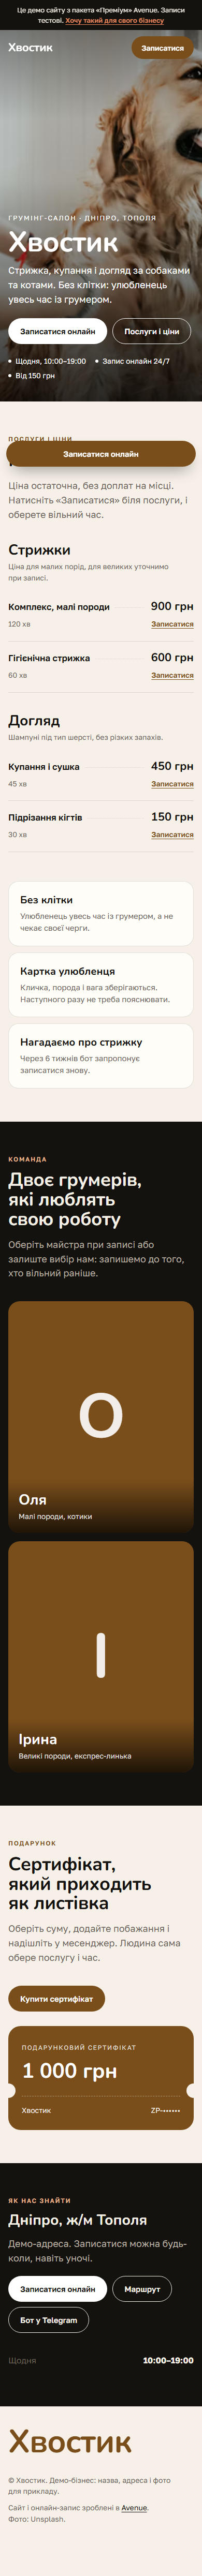 Це демо сайту з пакета «Преміум» Avenue. Записи
тестові. Хочу такий для свого бізнесу
Хвостик
Записатися
ГРУМІНГ-САЛОН · ДНІПРО, ТОПОЛЯ
Хвостик
Стрижка, купання і догляд за собаками
та котами. Без клітки: улюбленець
увесь час із грумером.
Записатися онлайн
Послуги і ціни
Щодня, 10:00–19:00
Запис онлайн 24/7
Від 150 грн
ПОСЛУГИ І ЦІНИ
Записатися онлайн
Ціна остаточна, без доплат на місці.
Натисніть «Записатися» біля послуги, і
оберете вільний час.
Стрижки
Ціна для малих порід, для великих уточнимо
при записі.
Комплекс, малі породи
900 грн
120 хв
Записатися
Гігієнічна стрижка
600 грн
60 хв
Записатися
Догляд
Шампуні під тип шерсті, без різких запахів.
Купання і сушка
450 грн
45 хв
Записатися
Підрізання кігтів
150 грн
30 хв
Записатися
Без клітки
Улюбленець увесь час із грумером, а не
чекає своєї черги.
Картка улюбленця
Кличка, порода і вага зберігаються.
Наступного разу не треба пояснювати.
Нагадаємо про стрижку
Через 6 тижнів бот запропонує
записатися знову.
КОМАНДА
Двоє грумерів,
які люблять
свою роботу
Оберіть майстра при записі або
залиште вибір нам: запишемо до того,
хто вільний раніше.
О
Оля
Малі породи, котики
І
Ірина
Великі породи, експрес-линька
ПОДАРУНОК
Сертифікат,
який приходить
як листівка
Оберіть суму, додайте побажання і
надішліть у месенджер. Людина сама
обере послугу і час.
Купити сертифікат
ПОДАРУНКОВИЙ СЕРТИФІКАТ
1 000 грн
Хвостик
ZP-••••••
ЯК НАС ЗНАЙТИ
Дніпро, ж/м Тополя
Демо-адреса. Записатися можна будь-
коли, навіть уночі.
Записатися онлайн
Маршрут
Бот у Telegram
Щодня
10:00–19:00
Хвостик
© Хвостик. Демо-бізнес: назва, адреса і фото
для прикладу.
Сайт і онлайн-запис зроблені в Avenue.
Фото: Unsplash.